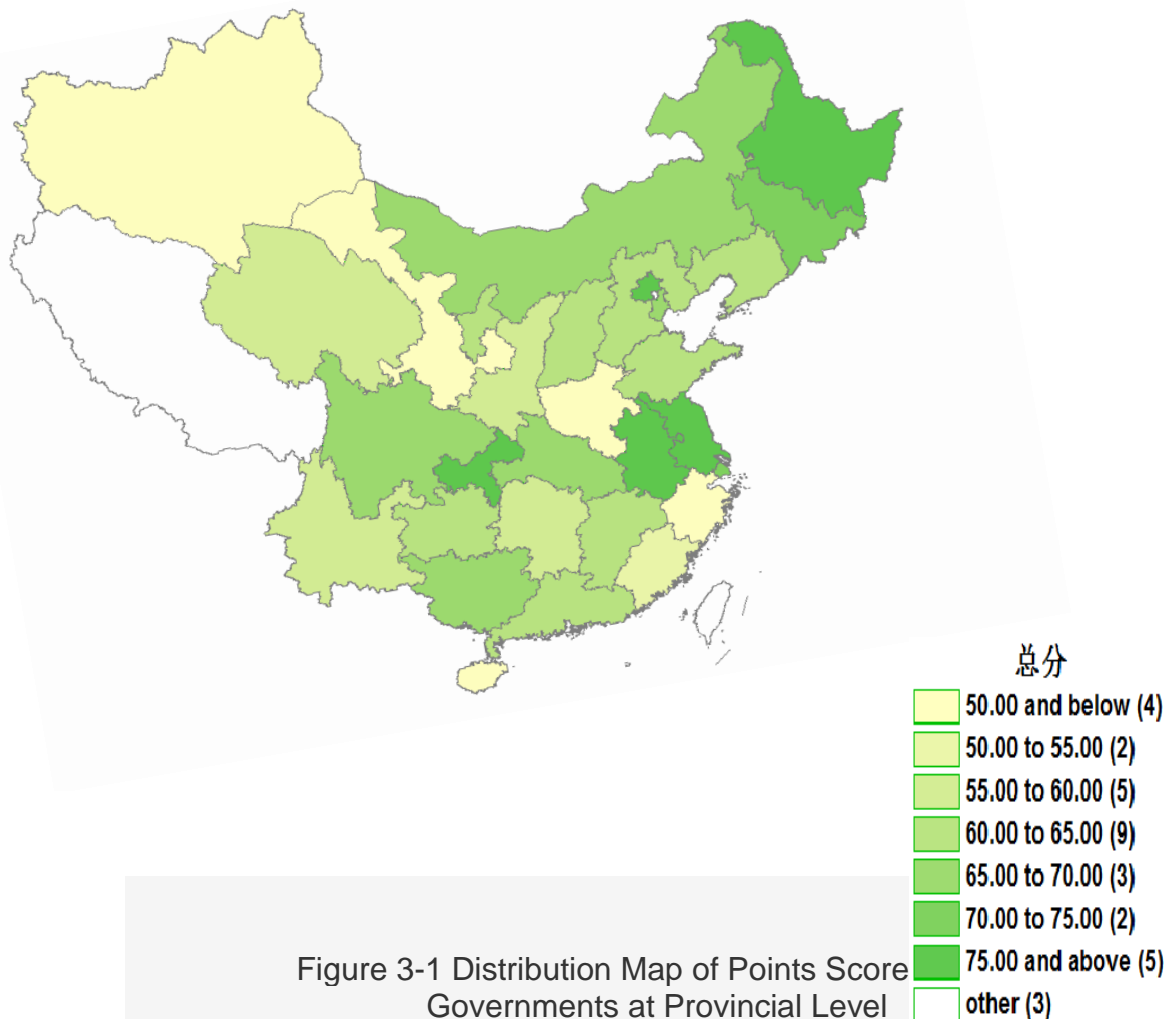 总分
50.00 and below (4)
50.00 to 55.00 (2)
55.00 to 60.00 (5)
60.00 to 65.00 (9)
65.00 to 70.00 (3)
70.00 to 75.00 (2)
75.00 and above (5)
other (3)
Figure 3-1 Distribution Map of Points Score
Governments at Provincial Level